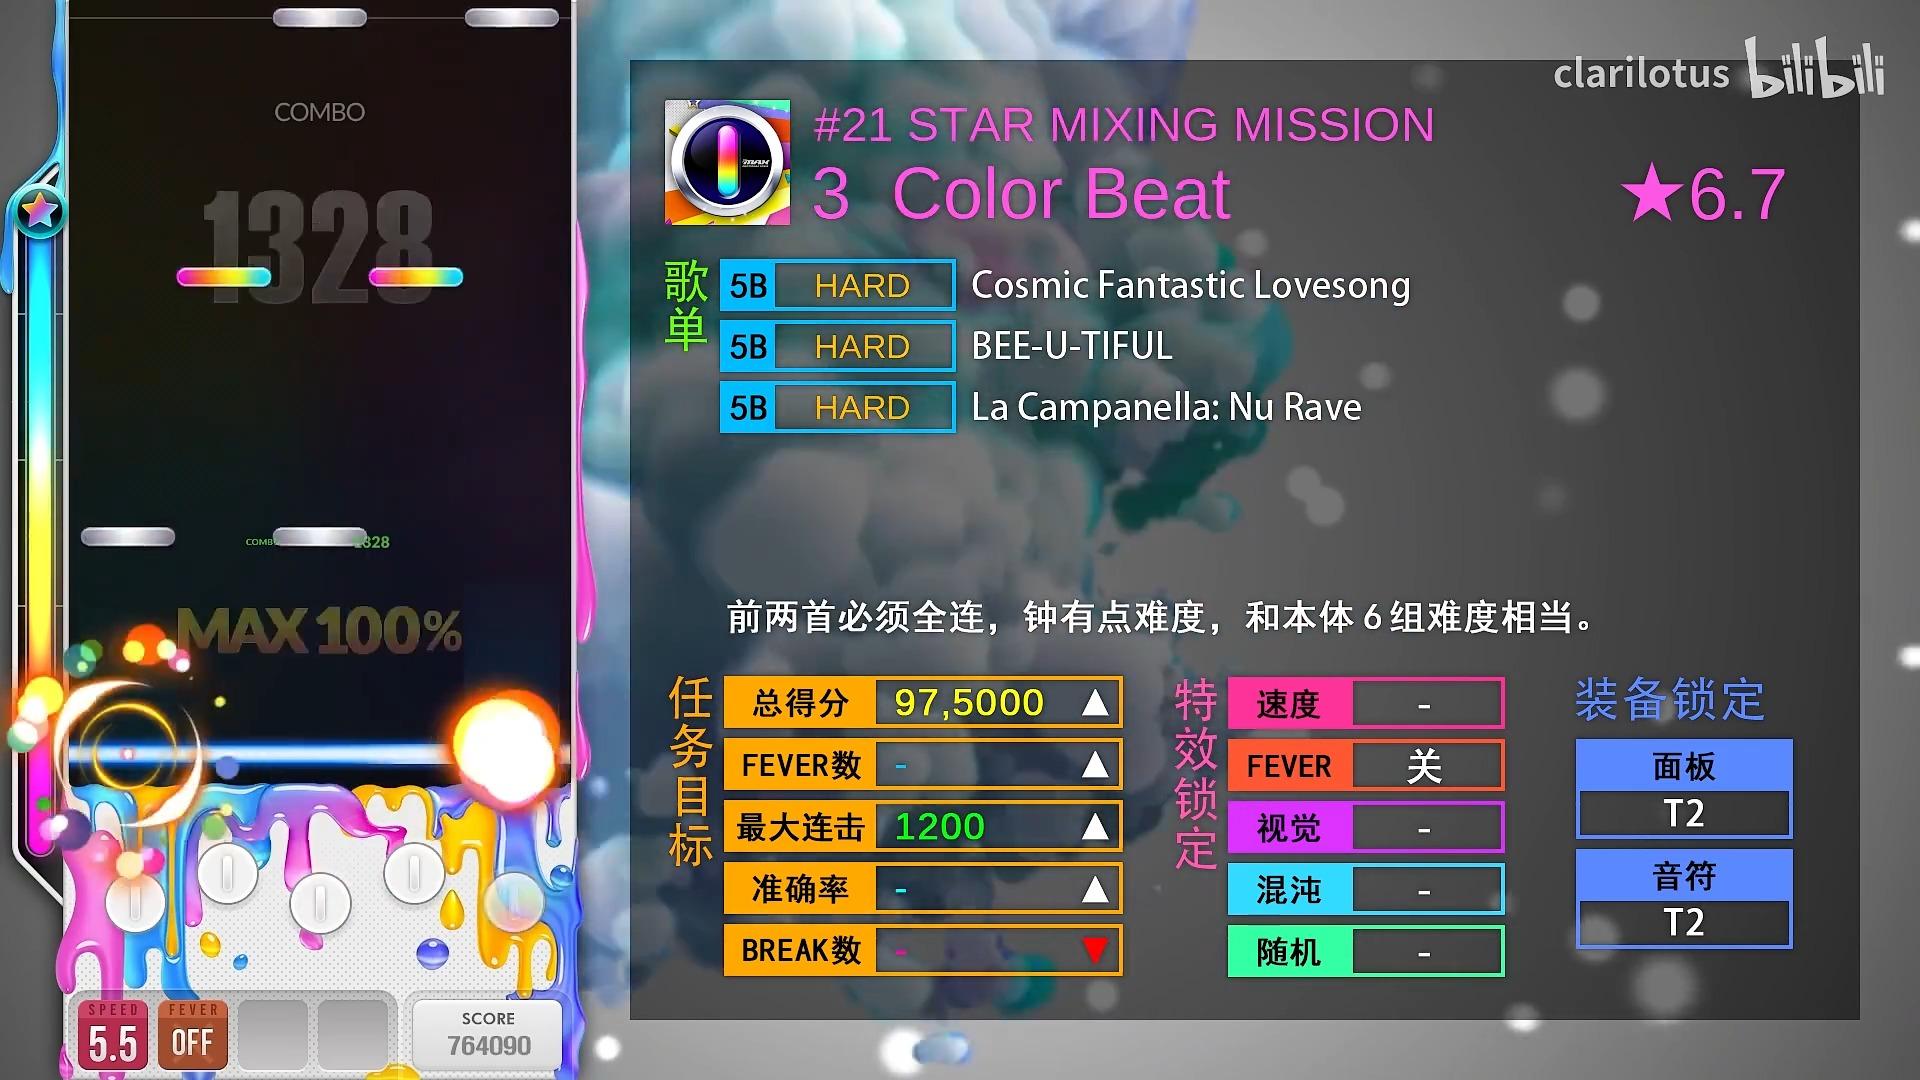 clarilotus bilibili
COMBO
1328
COMBO 1328
MAX 100%
SPEED
5.5
FEVER
OFF
SCORE
764090
#21 STAR MIXING MISSION
3 Color Beat
★6.7
歌单
5B HARD Cosmic Fantastic Lovesong
5B HARD BEE-U-TIFUL
5B HARD La Campanella: Nu Rave
前两首必须全连，钟有点难度，和本体6组难度相当。
任务目标
总得分 97,5000 ▲
FEVER数 - ▲
最大连击 1200 ▲
准确率 - ▲
BREAK数 - ▼
特效锁定
速度 -
FEVER 关
视觉 -
混沌 -
随机 -
装备锁定
面板
T2
音符
T2